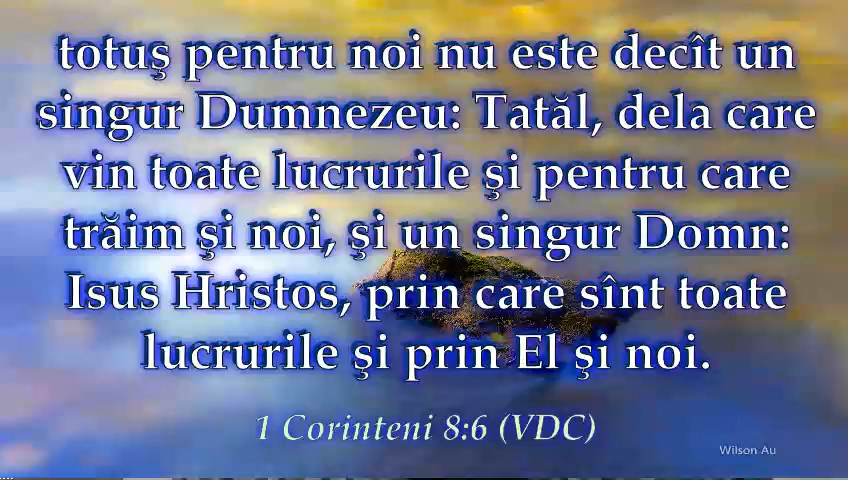 totuş pentru noi nu este decît un
singur Dumnezeu: Tatăl, dela care
vin toate lucrurile şi pentru care
trăim şi noi, şi un singur Domn:
Isus Hristos, prin care sînt toate
lucrurile şi prin El şi noi.
1 Corinteni 8:6 (VDC)
Wilson Au